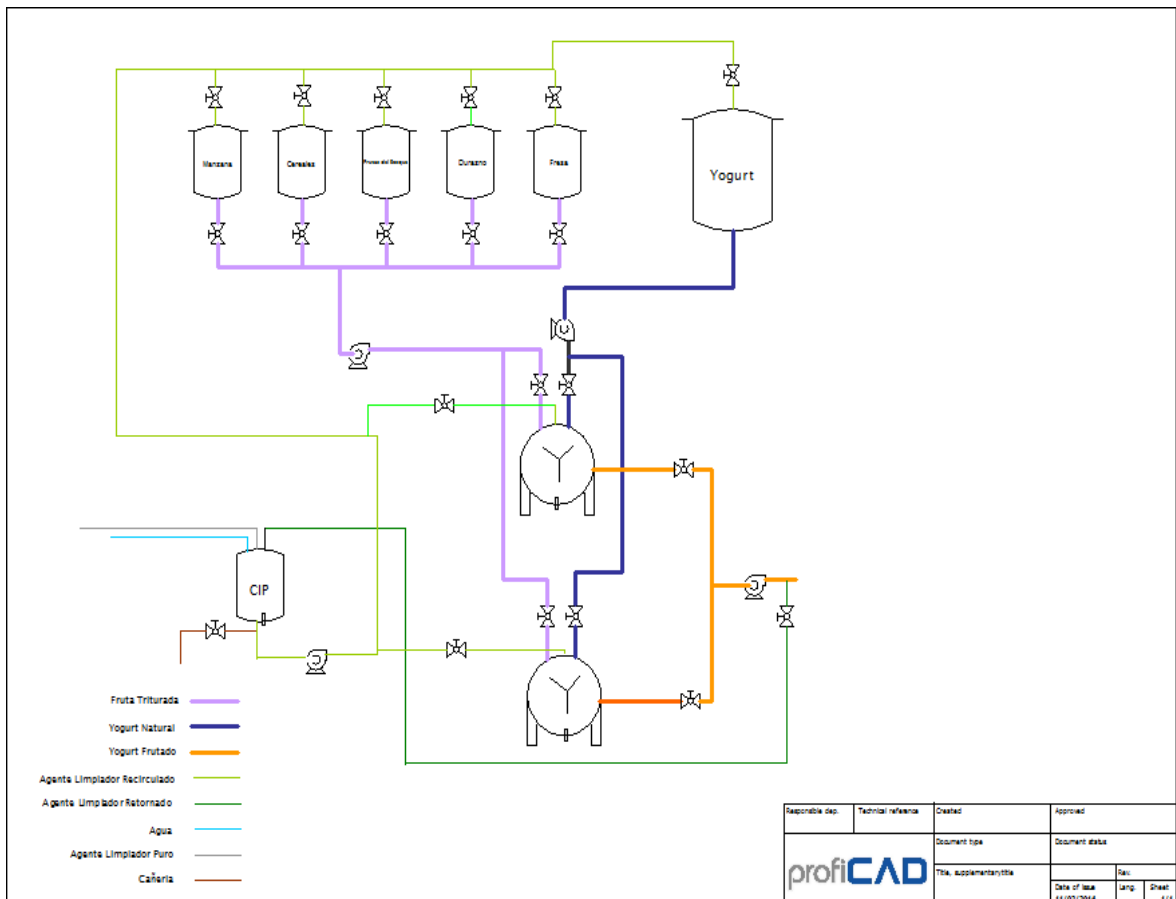 Manzana
Cereales
Frutas del Bosque
Durazno
Fresa
Yogurt
CIP
Fruta Triturada
Yogurt Natural
Yogurt Frutado
Agente Limpiador Recirculado
Agente Limpiador Retornado
Agua
Agente Limpiador Puro
Cañeria
Responsible dep.
Technical reference
Created
Approved
Document type
Document status
profiCAD
Title, supplementary title
Rev.
Date of issue
Lang.
Sheet